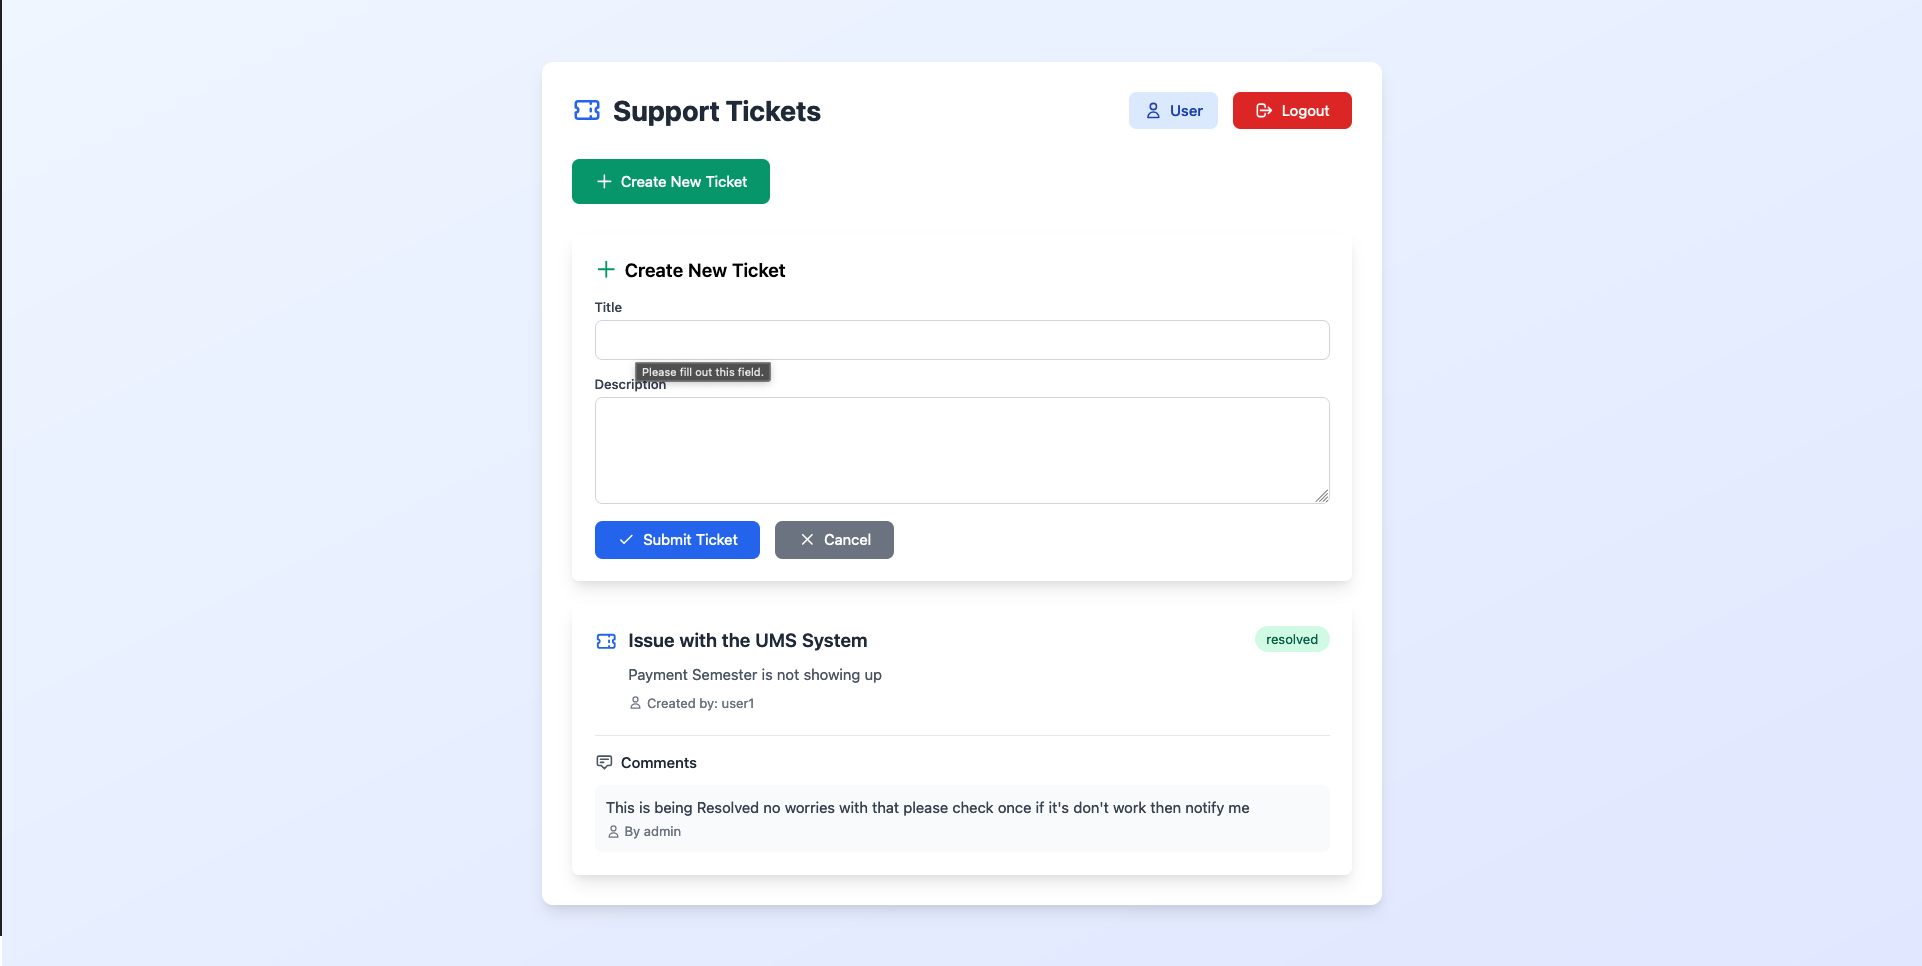 Support Tickets
User
Logout
Create New Ticket
Create New Ticket
Title
Please fill out this field.
Description
Submit Ticket
Cancel
Issue with the UMS System
resolved
Payment Semester is not showing up
Created by: user1
Comments
This is being Resolved no worries with that please check once if it's don't work then notify me
By admin